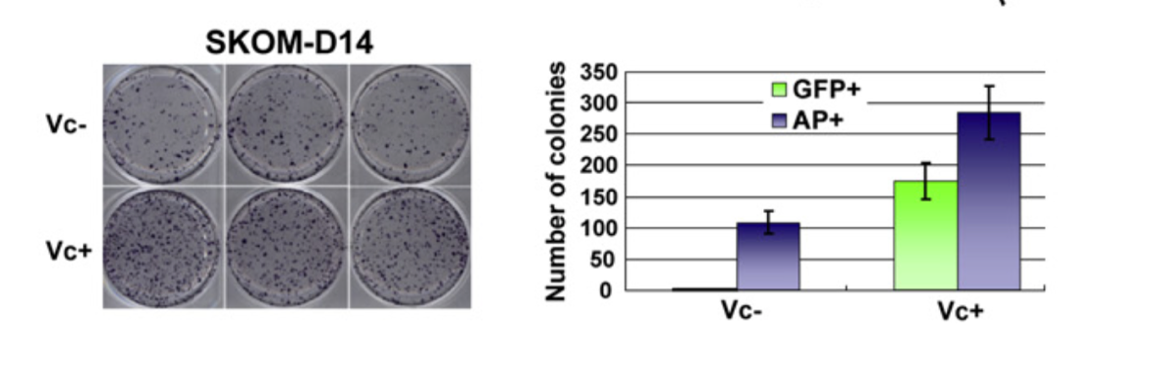 SKOM-D14
Vc-
Vc+
Number of colonies
350
300
250
200
150
100
50
0
GFP+
AP+
Vc-
Vc+